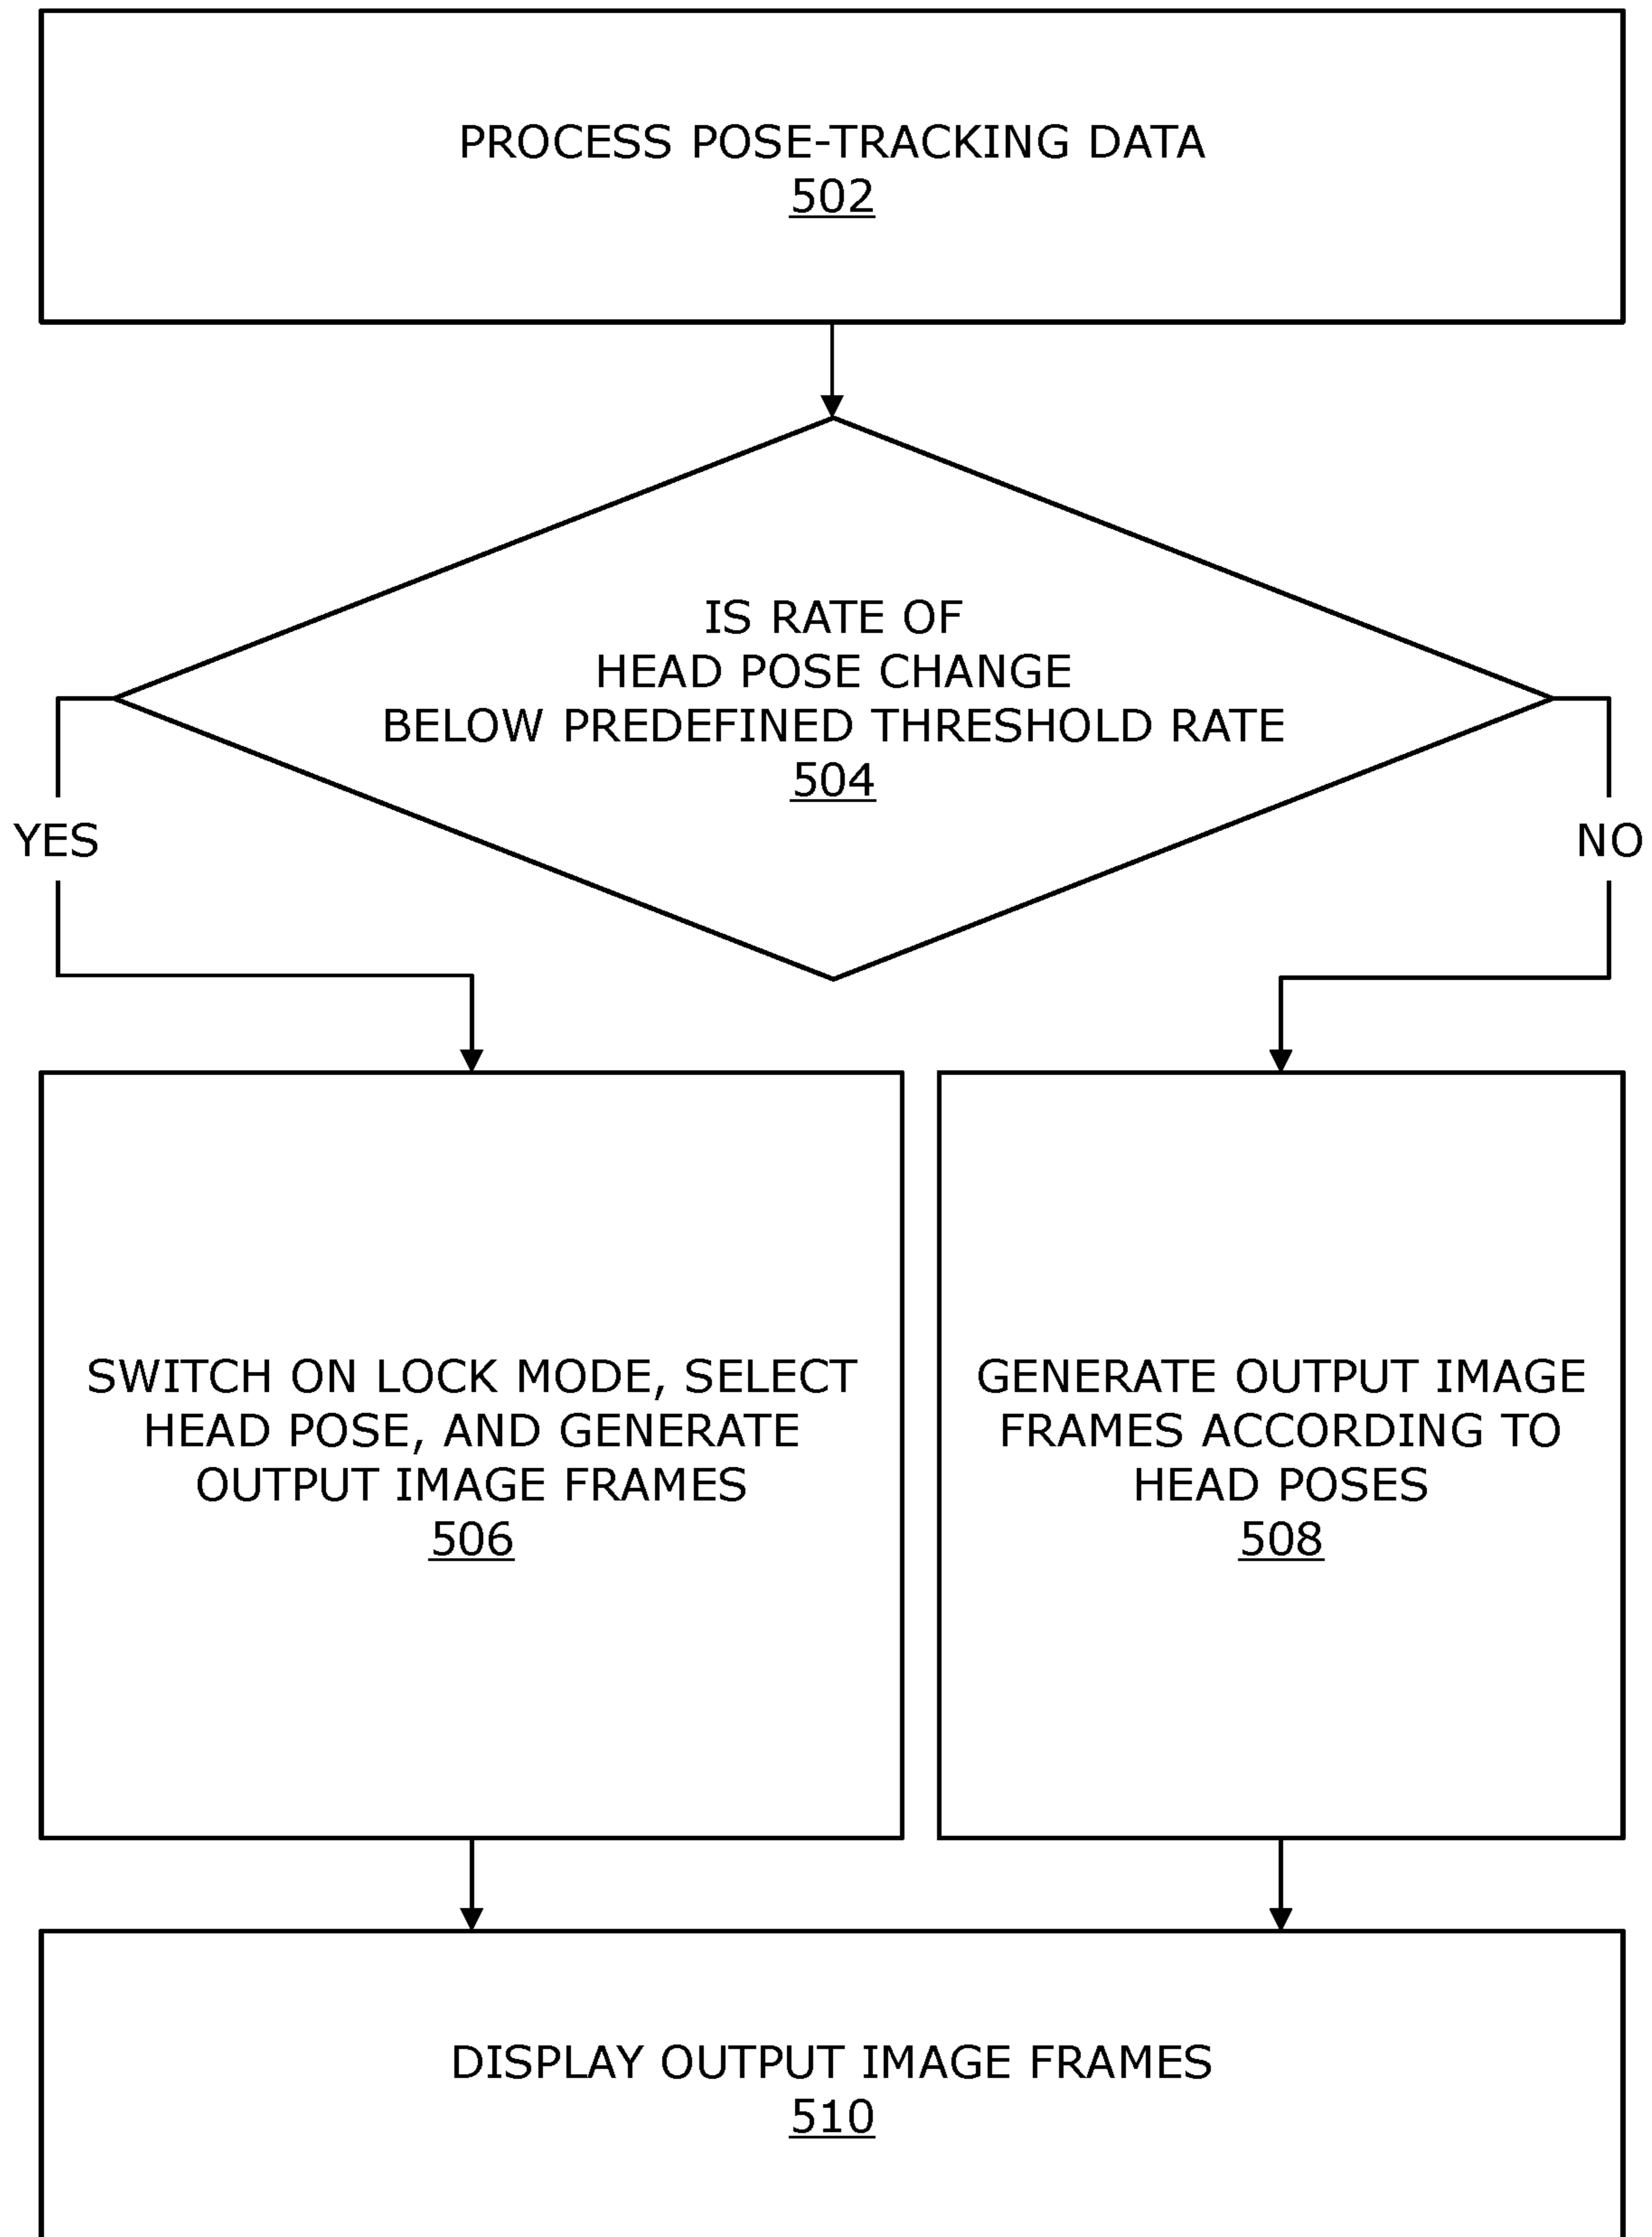 PROCESS POSE-TRACKING DATA
502
IS RATE OF
HEAD POSE CHANGE
BELOW PREDEFINED THRESHOLD RATE
504
YES
NO
SWITCH ON LOCK MODE, SELECT
HEAD POSE, AND GENERATE
OUTPUT IMAGE FRAMES
506
GENERATE OUTPUT IMAGE
FRAMES ACCORDING TO
HEAD POSES
508
DISPLAY OUTPUT IMAGE FRAMES
510